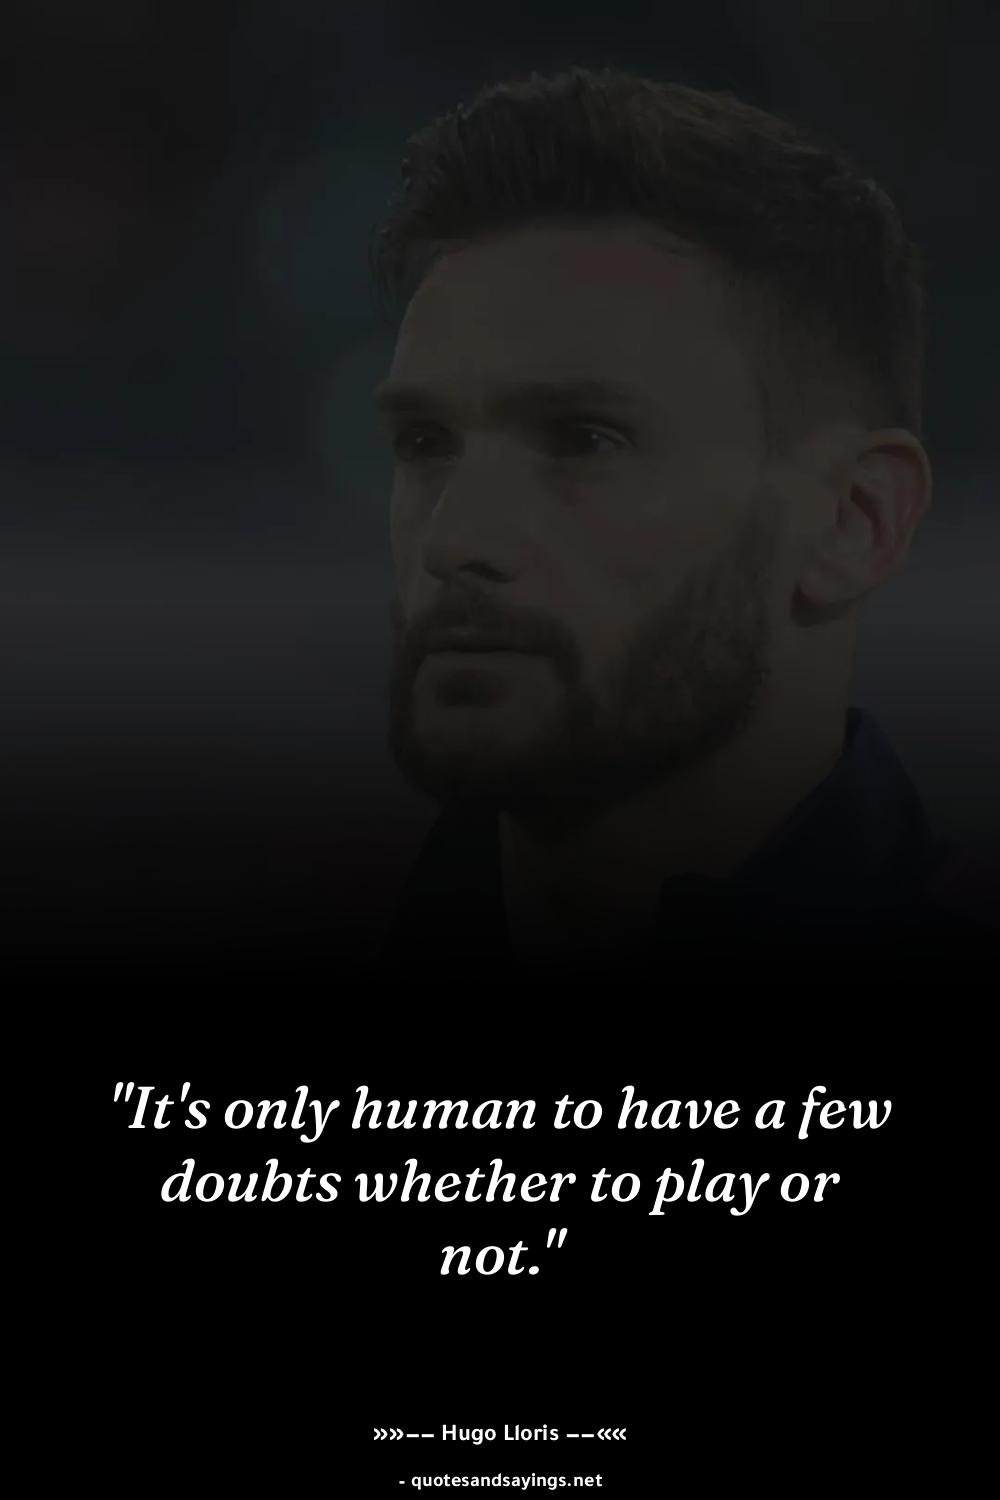 "It's only human to have a few
doubts whether to play or
not."
»»–– Hugo Lloris ––««
- quotesandsayings.net